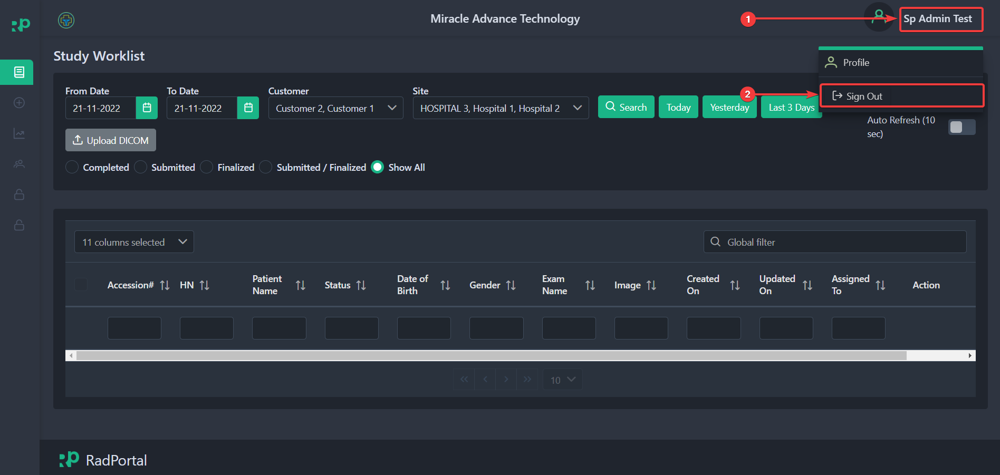 Miracle Advance Technology
1
Sp Admin Test
Study Worklist
Profile
2
Sign Out
From Date
To Date
Customer
Site
21-11-2022
21-11-2022
Customer 2, Customer 1
HOSPITAL 3, Hospital 1, Hospital 2
Search
Today
Yesterday
Last 3 Days
Auto Refresh (10
sec)
Upload DICOM
Completed
Submitted
Finalized
Submitted / Finalized
Show All
11 columns selected
Global filter
Accession#
HN
Patient
Name
Status
Date of
Birth
Gender
Exam
Name
Image
Created
On
Updated
On
Assigned
To
Action
10
RP RadPortal